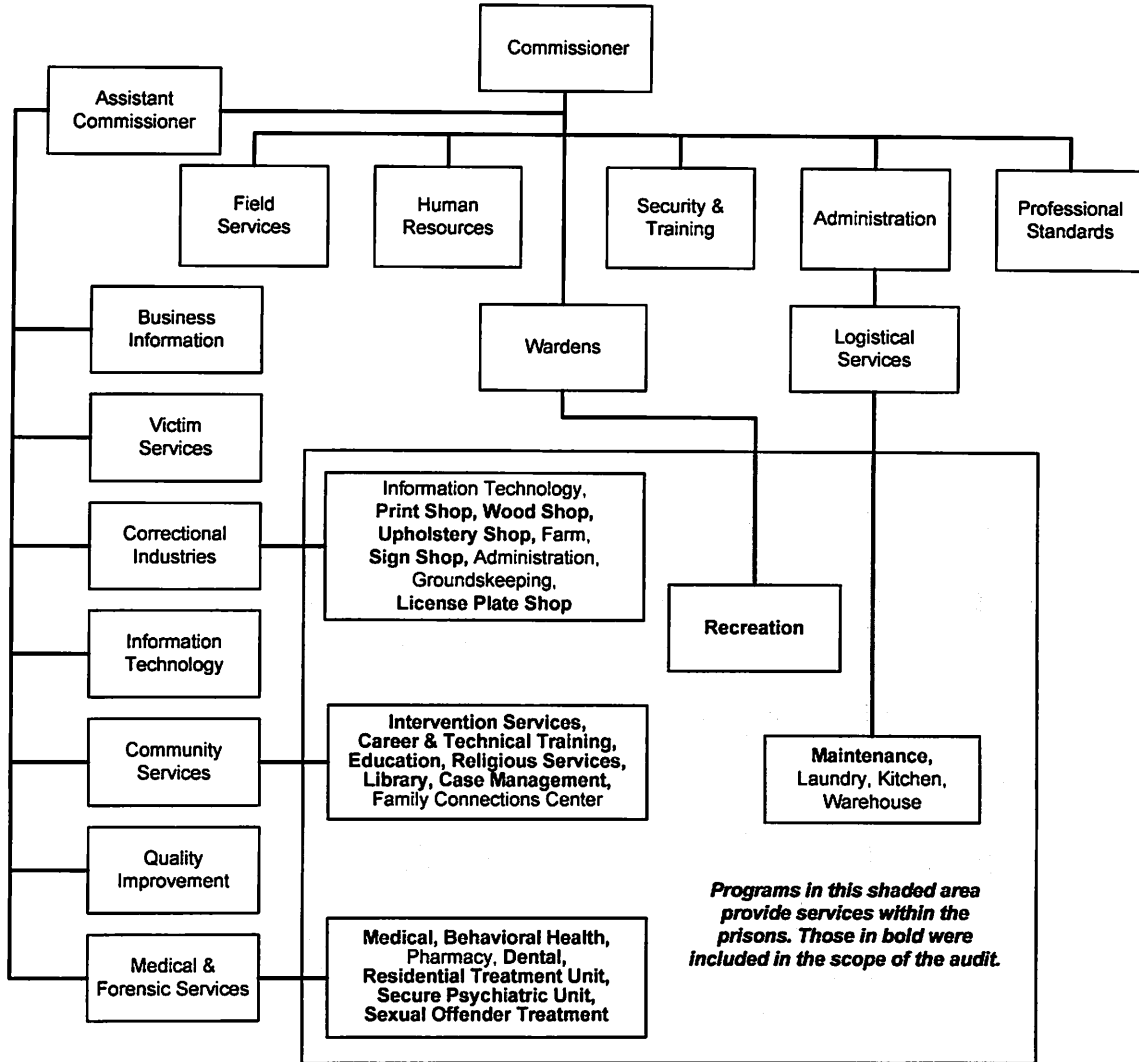 Commissioner
Assistant
Commissioner
Field
Services
Human
Resources
Security &
Training
Administration
Professional
Standards
Business
Information
Wardens
Logistical
Services
Victim
Services
Correctional
Industries
Information Technology,
Print Shop, Wood Shop,
Upholstery Shop, Farm,
Sign Shop, Administration,
Groundskeeping,
License Plate Shop
Recreation
Information
Technology
Community
Services
Intervention Services,
Career & Technical Training,
Education, Religious Services,
Library, Case Management,
Family Connections Center
Maintenance,
Laundry, Kitchen,
Warehouse
Quality
Improvement
Programs in this shaded area
provide services within the
prisons. Those in bold were
included in the scope of the audit.
Medical &
Forensic Services
Medical, Behavioral Health,
Pharmacy, Dental,
Residential Treatment Unit,
Secure Psychiatric Unit,
Sexual Offender Treatment